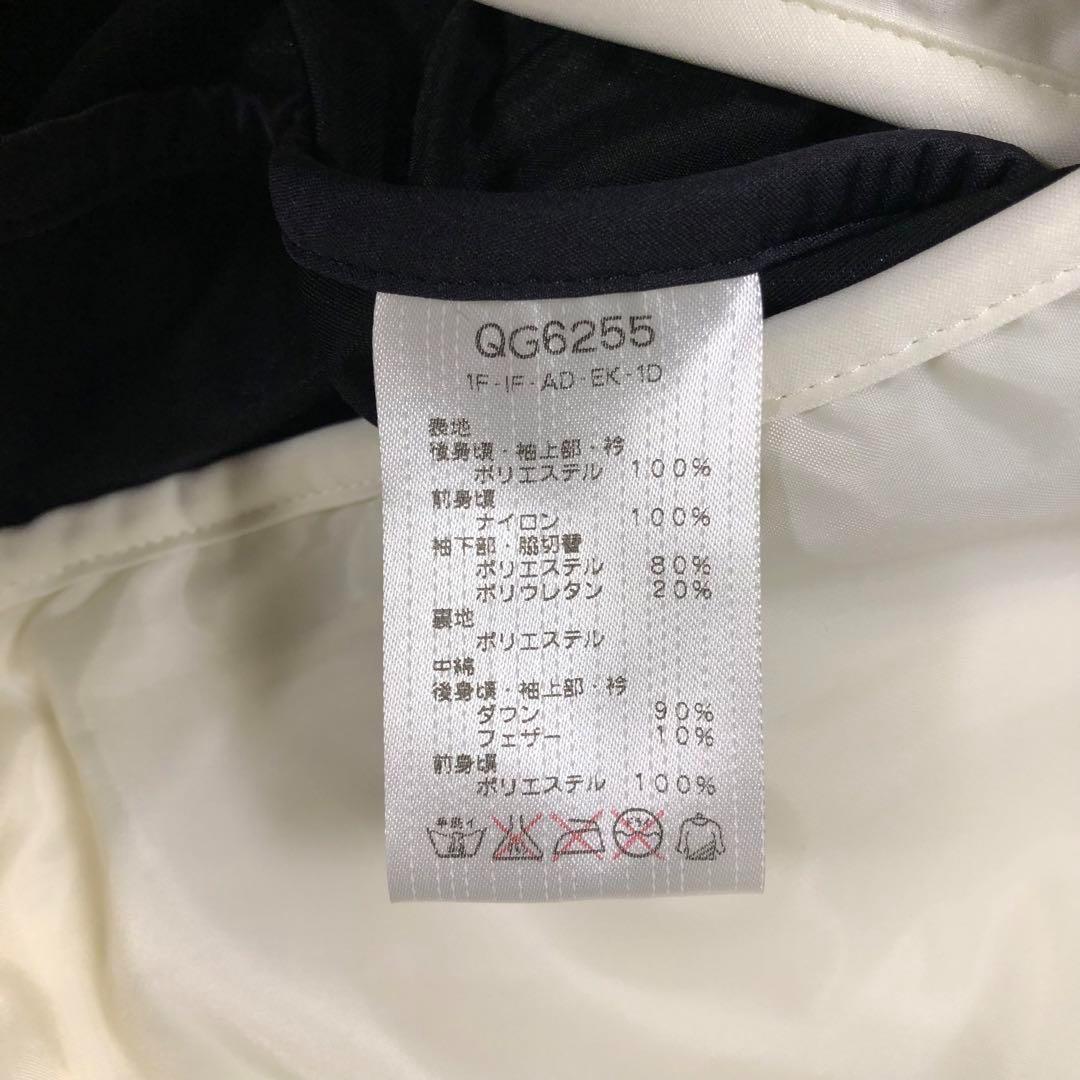 QG6255
1F-IF-AD-EK-1D
表地
後身頃・袖上部・衿
ポリエステル 100%
前身頃
ナイロン 100%
袖下部・脇切替
ポリエステル 80%
ポリウレタン 20%
裏地
ポリエステル
中綿
後身頃・袖上部・衿
ダウン 90%
フェザー 10%
前身頃
ポリエステル 100%
手洗イ